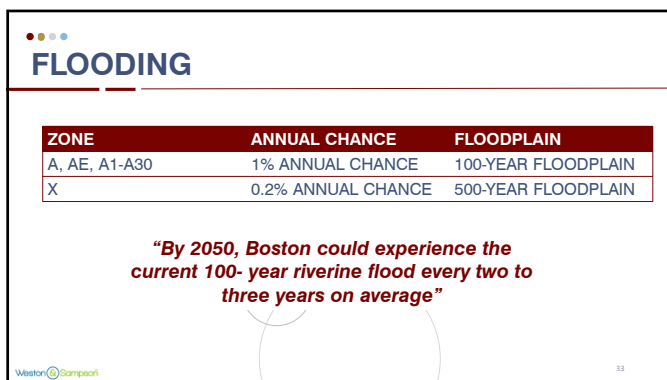 FLOODING
ZONE ANNUAL CHANCE FLOODPLAIN
A, AE, A1-A30 1% ANNUAL CHANCE 100-YEAR FLOODPLAIN
X 0.2% ANNUAL CHANCE 500-YEAR FLOODPLAIN
“By 2050, Boston could experience the
current 100- year riverine flood every two to
three years on average”
Weston & Sampson
33